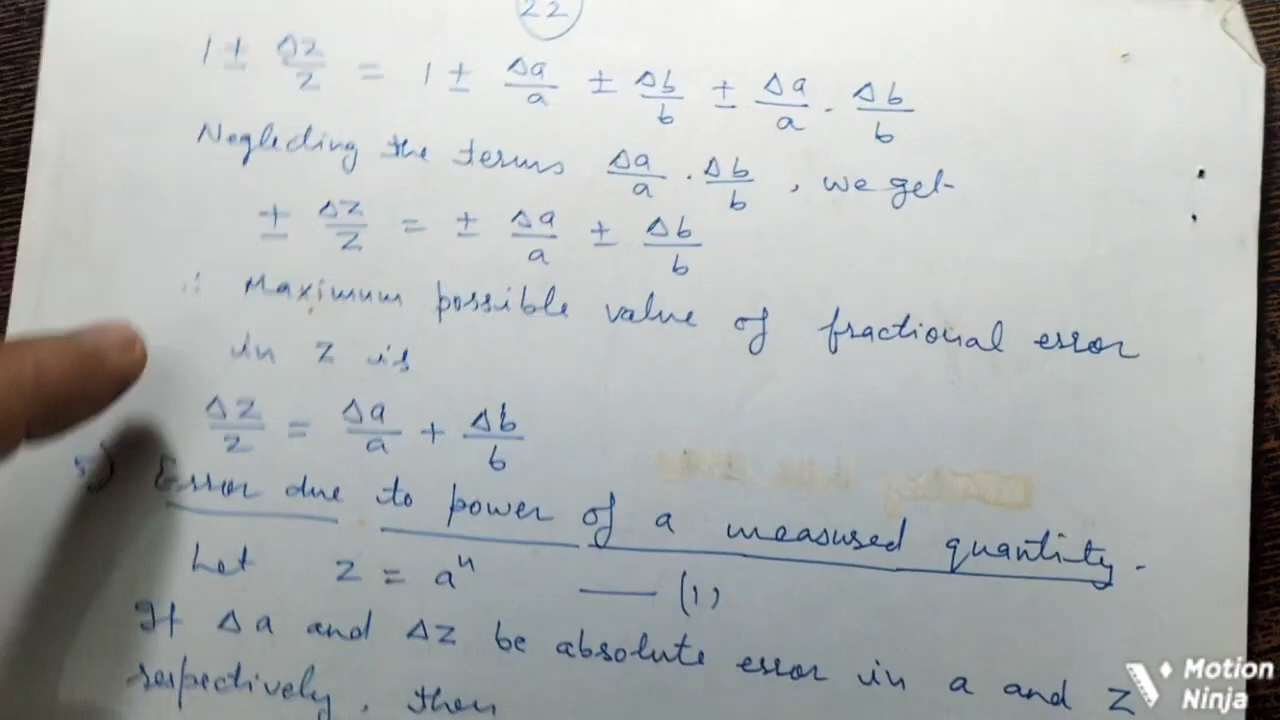 22
1 ± Δz/z = 1 ± Δa/a ± Δb/b ± Δa/a . Δb/b
Neglecting the terms Δa/a . Δb/b , we get
± Δz/z = ± Δa/a ± Δb/b
∴ Maximum possible value of fractional error
in z is
Δz/z = Δa/a + Δb/b
5) Error due to power of a measured quantity.
Let z = aⁿ —— (1)
If Δa and Δz be absolute error in a and z
respectively, then
Motion
Ninja